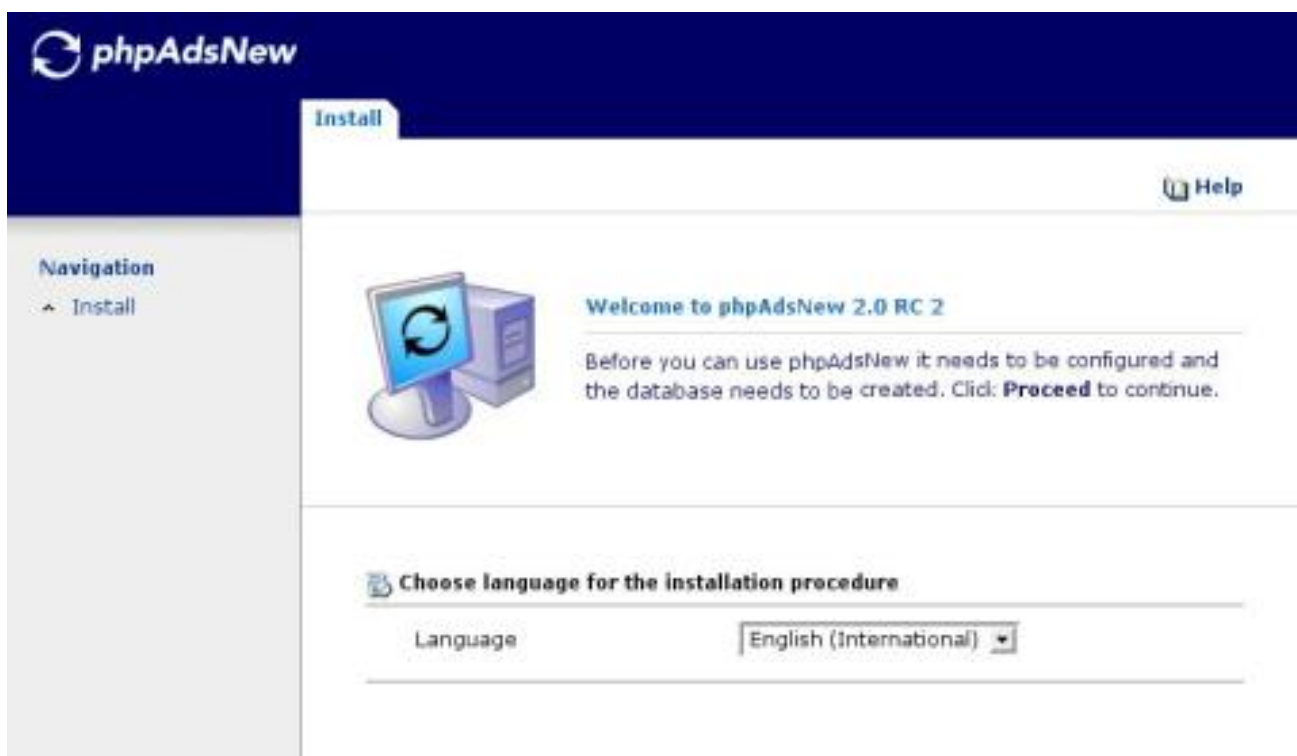 phpAdsNew
Install
Help
Navigation
Install
Welcome to phpAdsNew 2.0 RC 2
Before you can use phpAdsNew it needs to be configured and
the database needs to be created. Click Proceed to continue.
Choose language for the installation procedure
Language English (International)